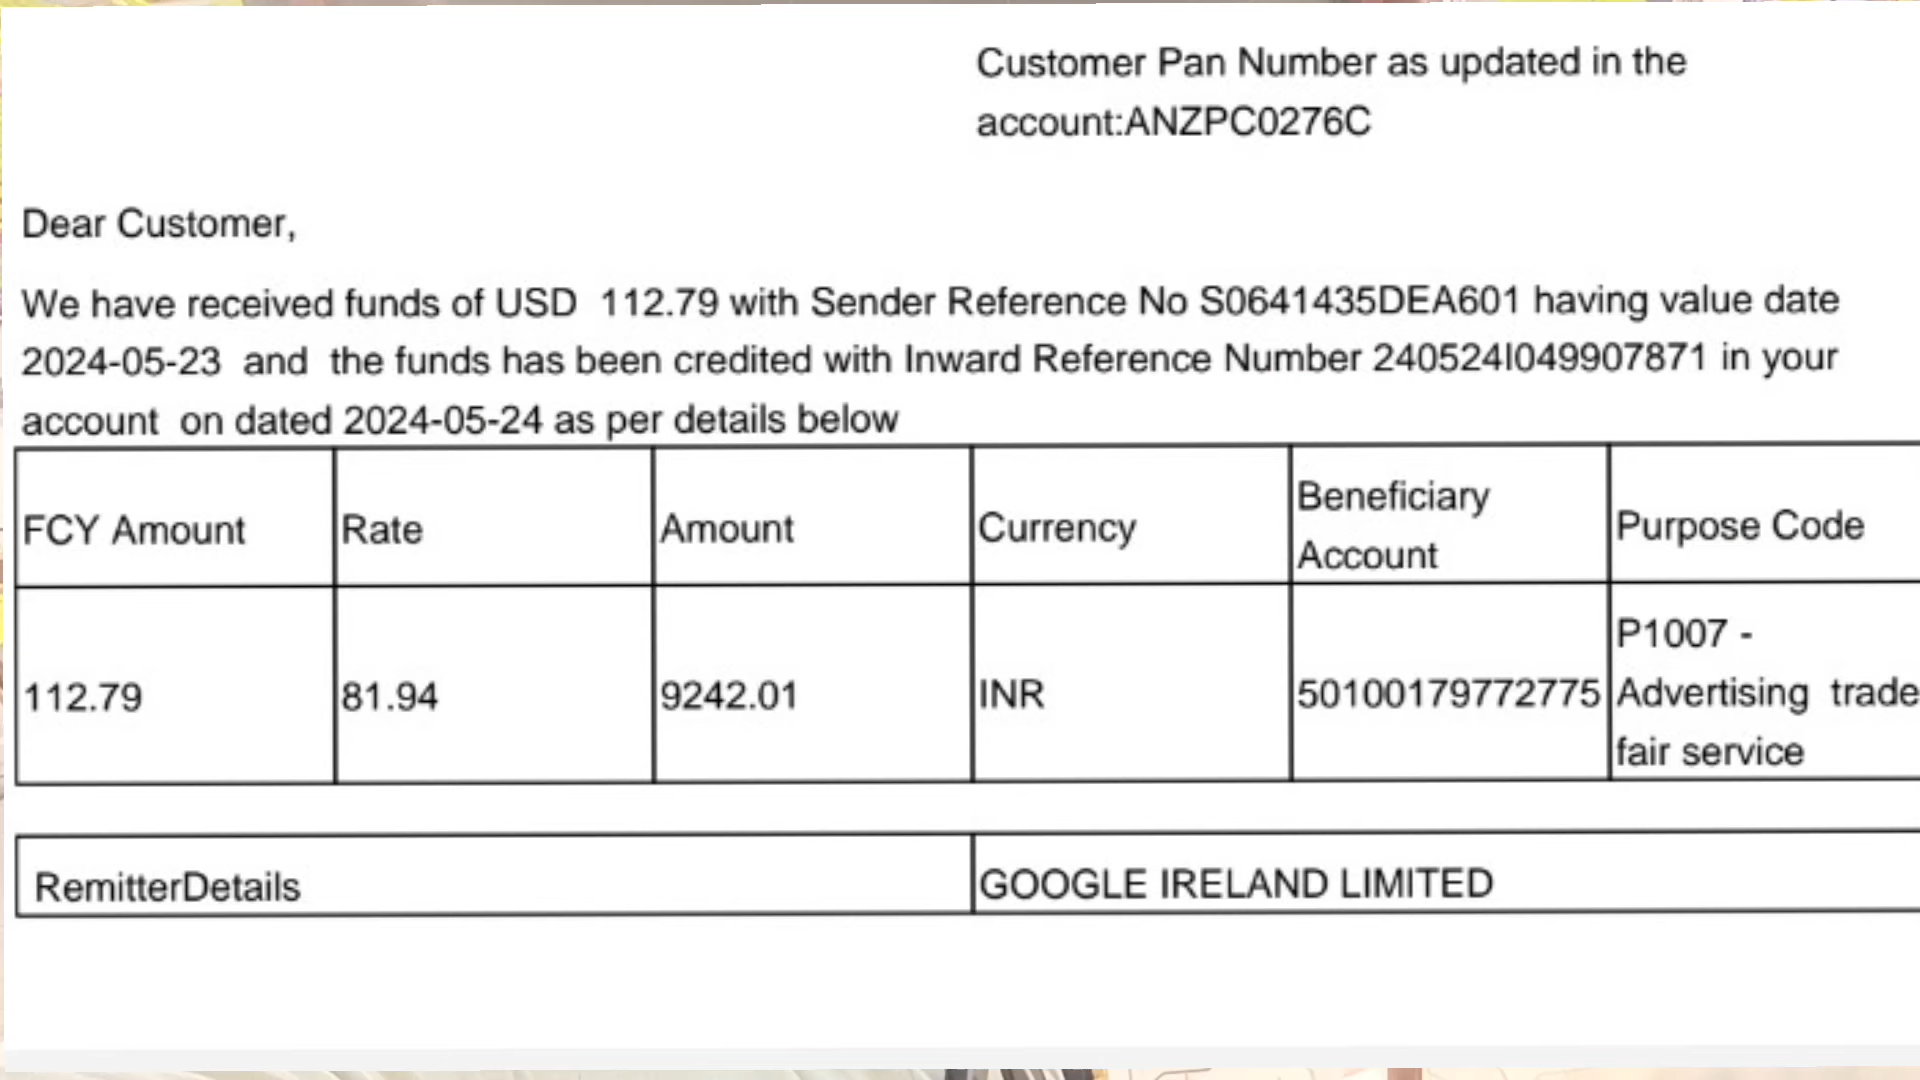 Customer Pan Number as updated in the
account:ANZPC0276C
Dear Customer,
We have received funds of USD  112.79 with Sender Reference No S0641435DEA601 having value date
2024-05-23  and  the funds has been credited with Inward Reference Number 240524I049907871 in your
account  on dated 2024-05-24 as per details below
FCY Amount Rate Amount Currency Beneficiary Account Purpose Code
112.79 81.94 9242.01 INR 50100179772775 P1007 -
Advertising  trade
fair service
RemitterDetails GOOGLE IRELAND LIMITED